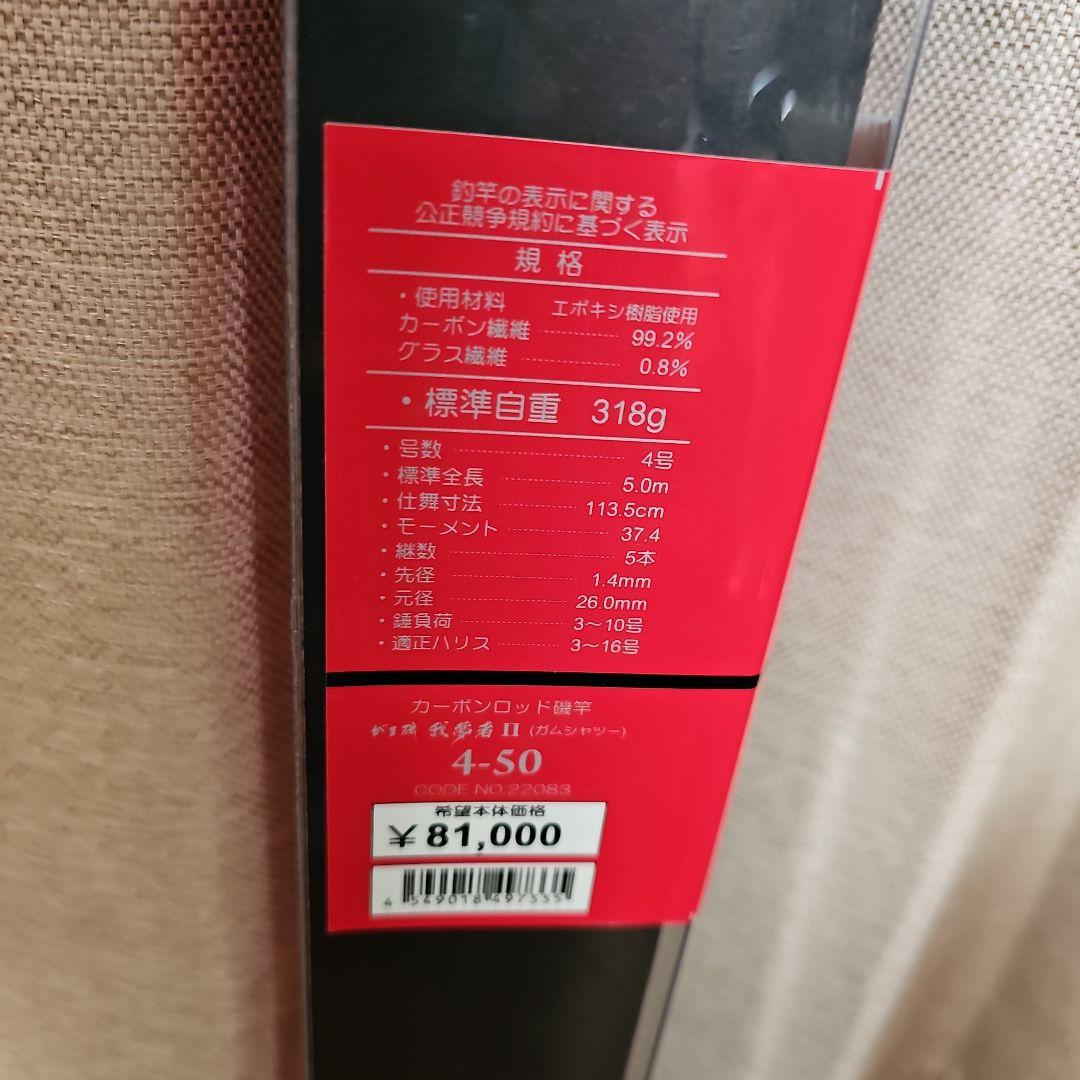 釣竿の表示に関する
公正競争規約に基づく表示
規格
・使用材料 エポキシ樹脂使用
カーボン繊維 99.2%
グラス繊維 0.8%
・標準自重 318g
・号数 4号
・標準全長 5.0m
・仕舞寸法 113.5cm
・モーメント 37.4
・継数 5本
・先径 1.4mm
・元径 26.0mm
・錘負荷 3～10号
・適正ハリス 3～16号
カーボンロッド磯竿
がま磯 我夢者II (ガムシャツー)
4-50
CODE NO.22083
希望本体価格
¥81,000
4 549018 497335